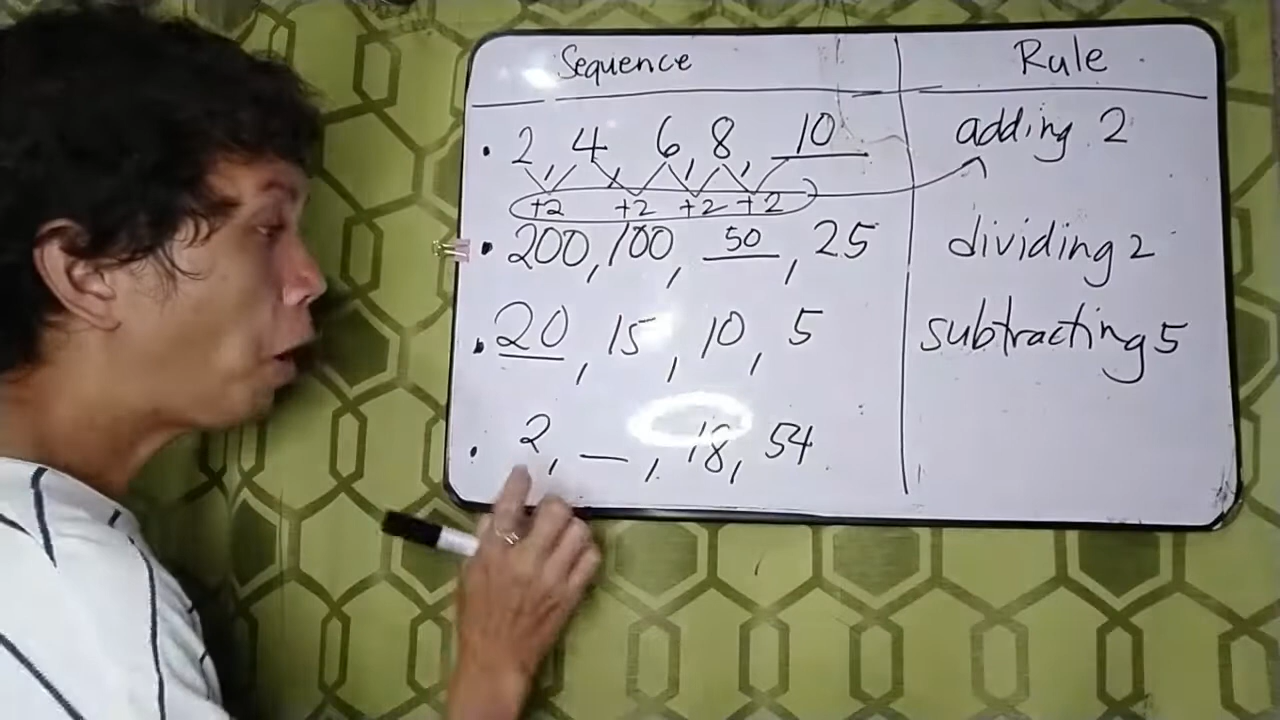 Sequence Rule
2, 4, 6, 8, 10 adding 2
+2 +2 +2 +2
200, 100, 50, 25 dividing 2
20, 15, 10, 5 subtracting 5
2, __, 18, 54